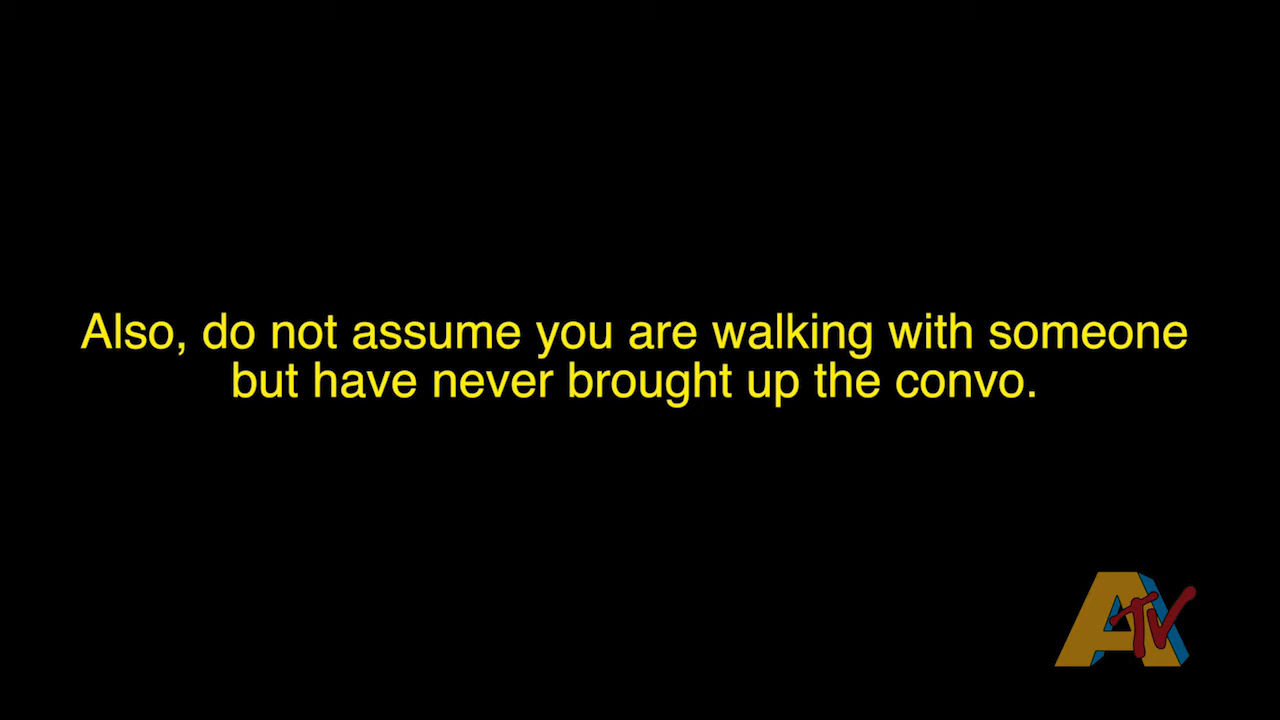 Also, do not assume you are walking with someone
but have never brought up the convo.
ATV